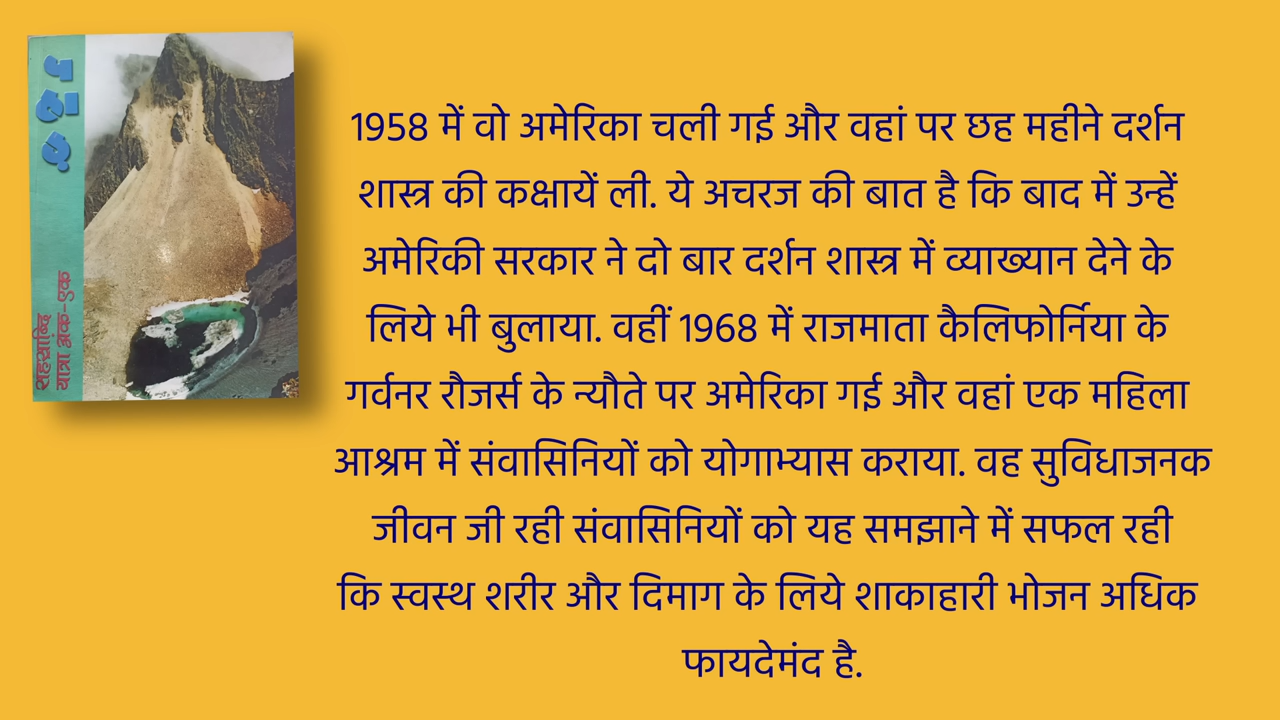 पहाड़
सहस्राब्दि
यात्रा अंक-एक
1958 में वो अमेरिका चली गई और वहां पर छह महीने दर्शन
शास्त्र की कक्षायें ली. ये अचरज की बात है कि बाद में उन्हें
अमेरिकी सरकार ने दो बार दर्शन शास्त्र में व्याख्यान देने के
लिये भी बुलाया. वहीं 1968 में राजमाता कैलिफोर्निया के
गर्वनर रौजर्स के न्यौते पर अमेरिका गई और वहां एक महिला
आश्रम में संवासिनियों को योगाभ्यास कराया. वह सुविधाजनक
जीवन जी रही संवासिनियों को यह समझाने में सफल रही
कि स्वस्थ शरीर और दिमाग के लिये शाकाहारी भोजन अधिक
फायदेमंद है.